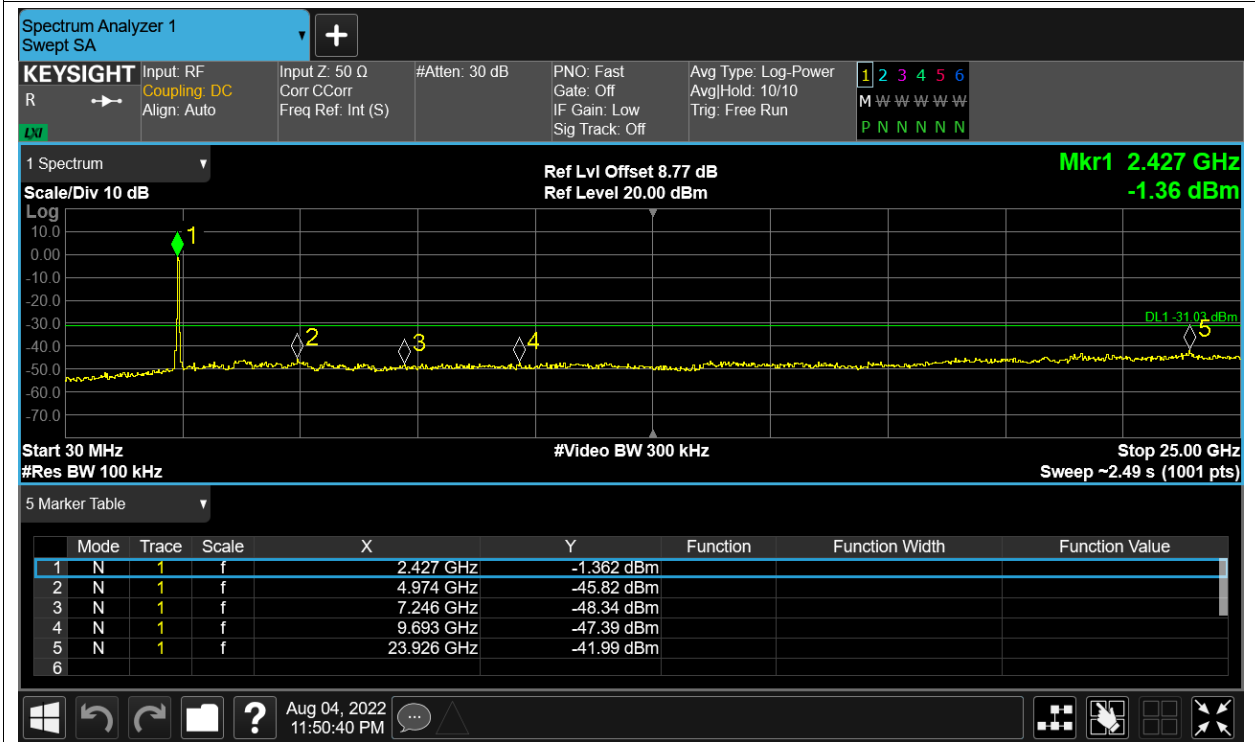 Spectrum Analyzer 1
Swept SA
+
KEYSIGHT Input: RF Input Z: 50 Ω #Atten: 30 dB PNO: Fast Avg Type: Log-Power 1 2 3 4 5 6
R Coupling: DC Corr CCorr Gate: Off Avg|Hold: 10/10 M W W W W W
Align: Auto Freq Ref: Int (S) IF Gain: Low Trig: Free Run
LXI Sig Track: Off P N N N N N
1 Spectrum Ref Lvl Offset 8.77 dB Mkr1 2.427 GHz
Scale/Div 10 dB Ref Level 20.00 dBm -1.36 dBm
Log
10.0 1
0.00
-10.0
-20.0
-30.0 DL1 -31.03 dBm
-40.0 2 3 4 5
-50.0
-60.0
-70.0
Start 30 MHz #Video BW 300 kHz Stop 25.00 GHz
#Res BW 100 kHz Sweep ~2.49 s (1001 pts)
5 Marker Table
Mode Trace Scale X Y Function Function Width Function Value
1 N 1 f 2.427 GHz -1.362 dBm
2 N 1 f 4.974 GHz -45.82 dBm
3 N 1 f 7.246 GHz -48.34 dBm
4 N 1 f 9.693 GHz -47.39 dBm
5 N 1 f 23.926 GHz -41.99 dBm
6
? Aug 04, 2022
11:50:40 PM